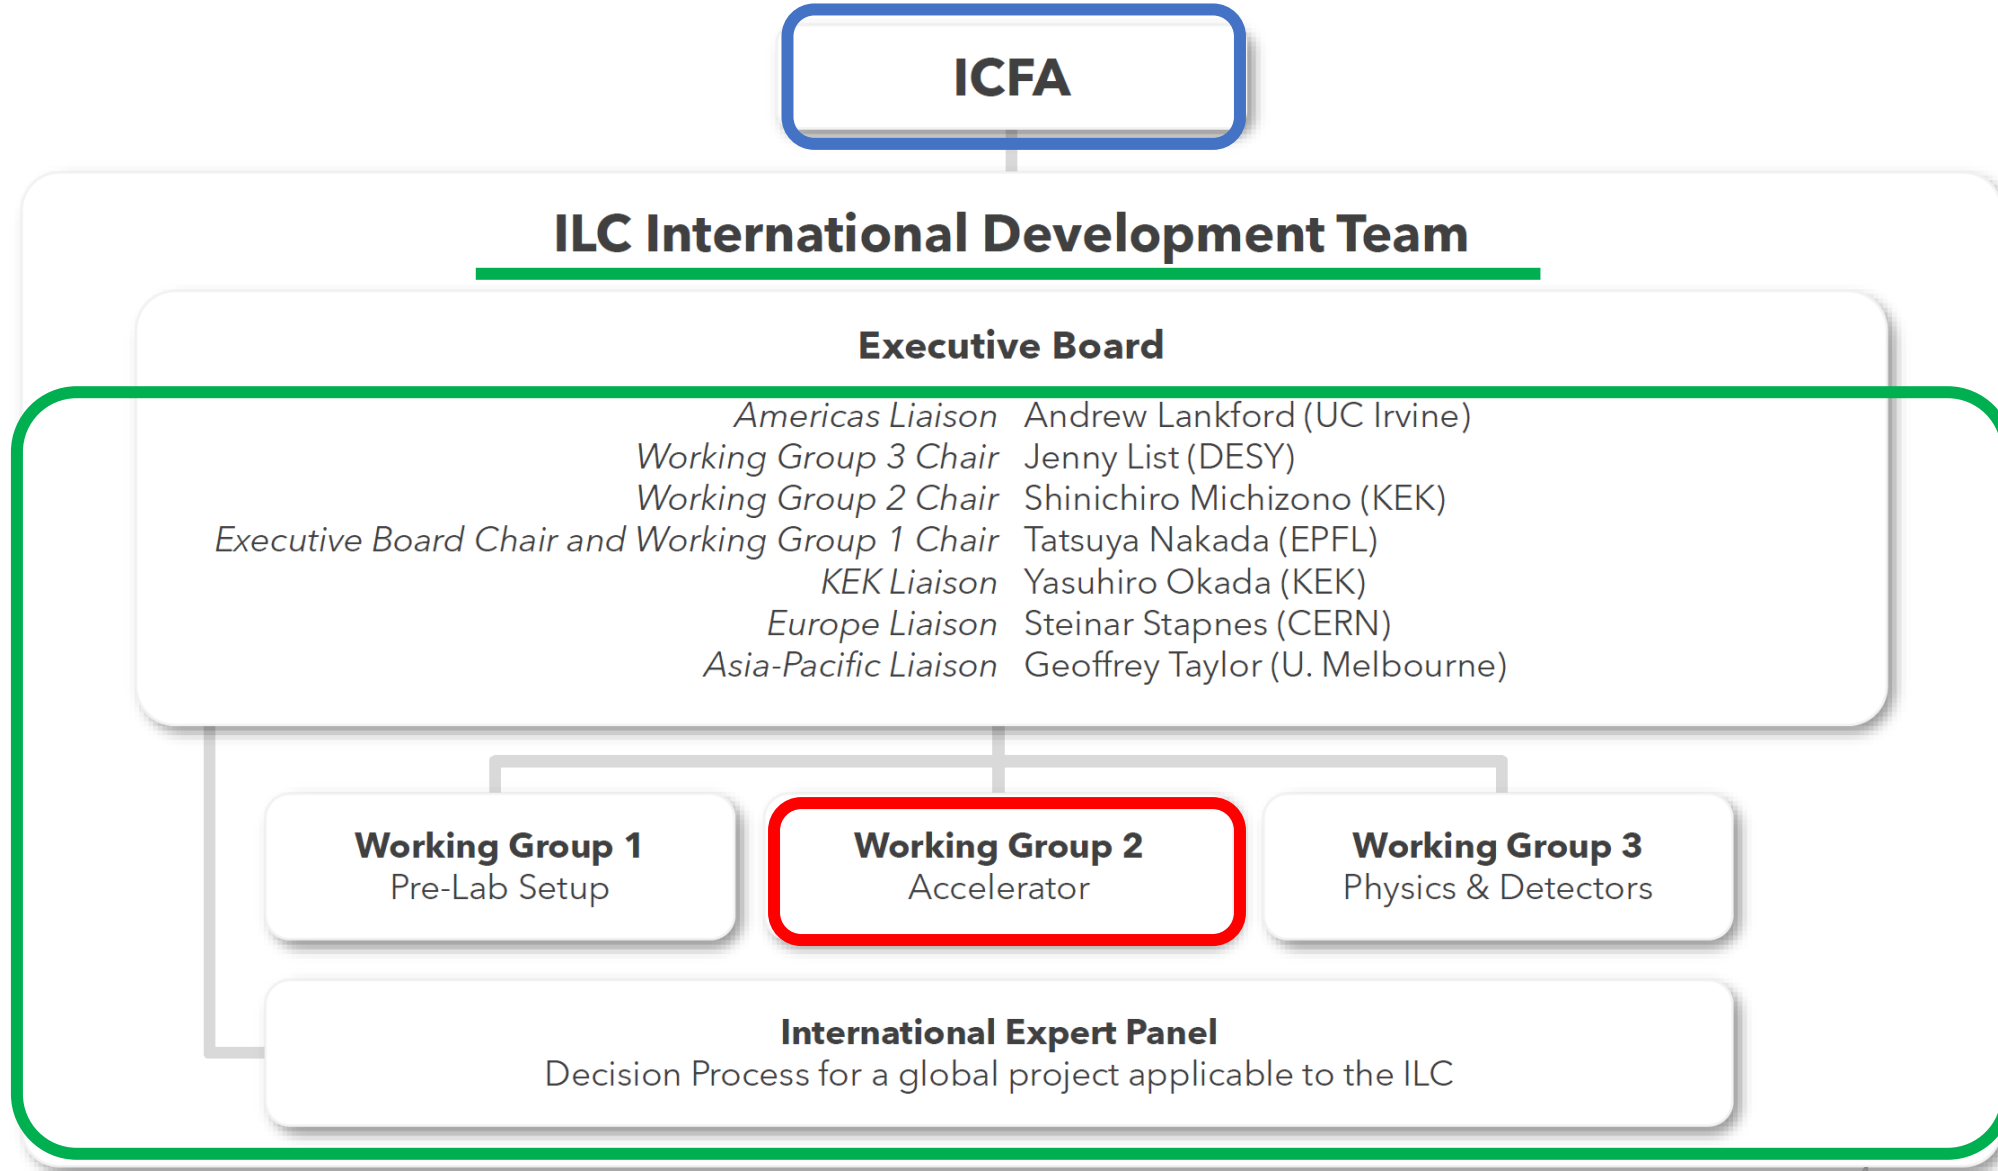 ICFA
ILC International Development Team
Executive Board
Americas Liaison Andrew Lankford (UC Irvine)
Working Group 3 Chair Jenny List (DESY)
Working Group 2 Chair Shinichiro Michizono (KEK)
Executive Board Chair and Working Group 1 Chair Tatsuya Nakada (EPFL)
KEK Liaison Yasuhiro Okada (KEK)
Europe Liaison Steinar Stapnes (CERN)
Asia-Pacific Liaison Geoffrey Taylor (U. Melbourne)
Working Group 1
Pre-Lab Setup
Working Group 2
Accelerator
Working Group 3
Physics & Detectors
International Expert Panel
Decision Process for a global project applicable to the ILC